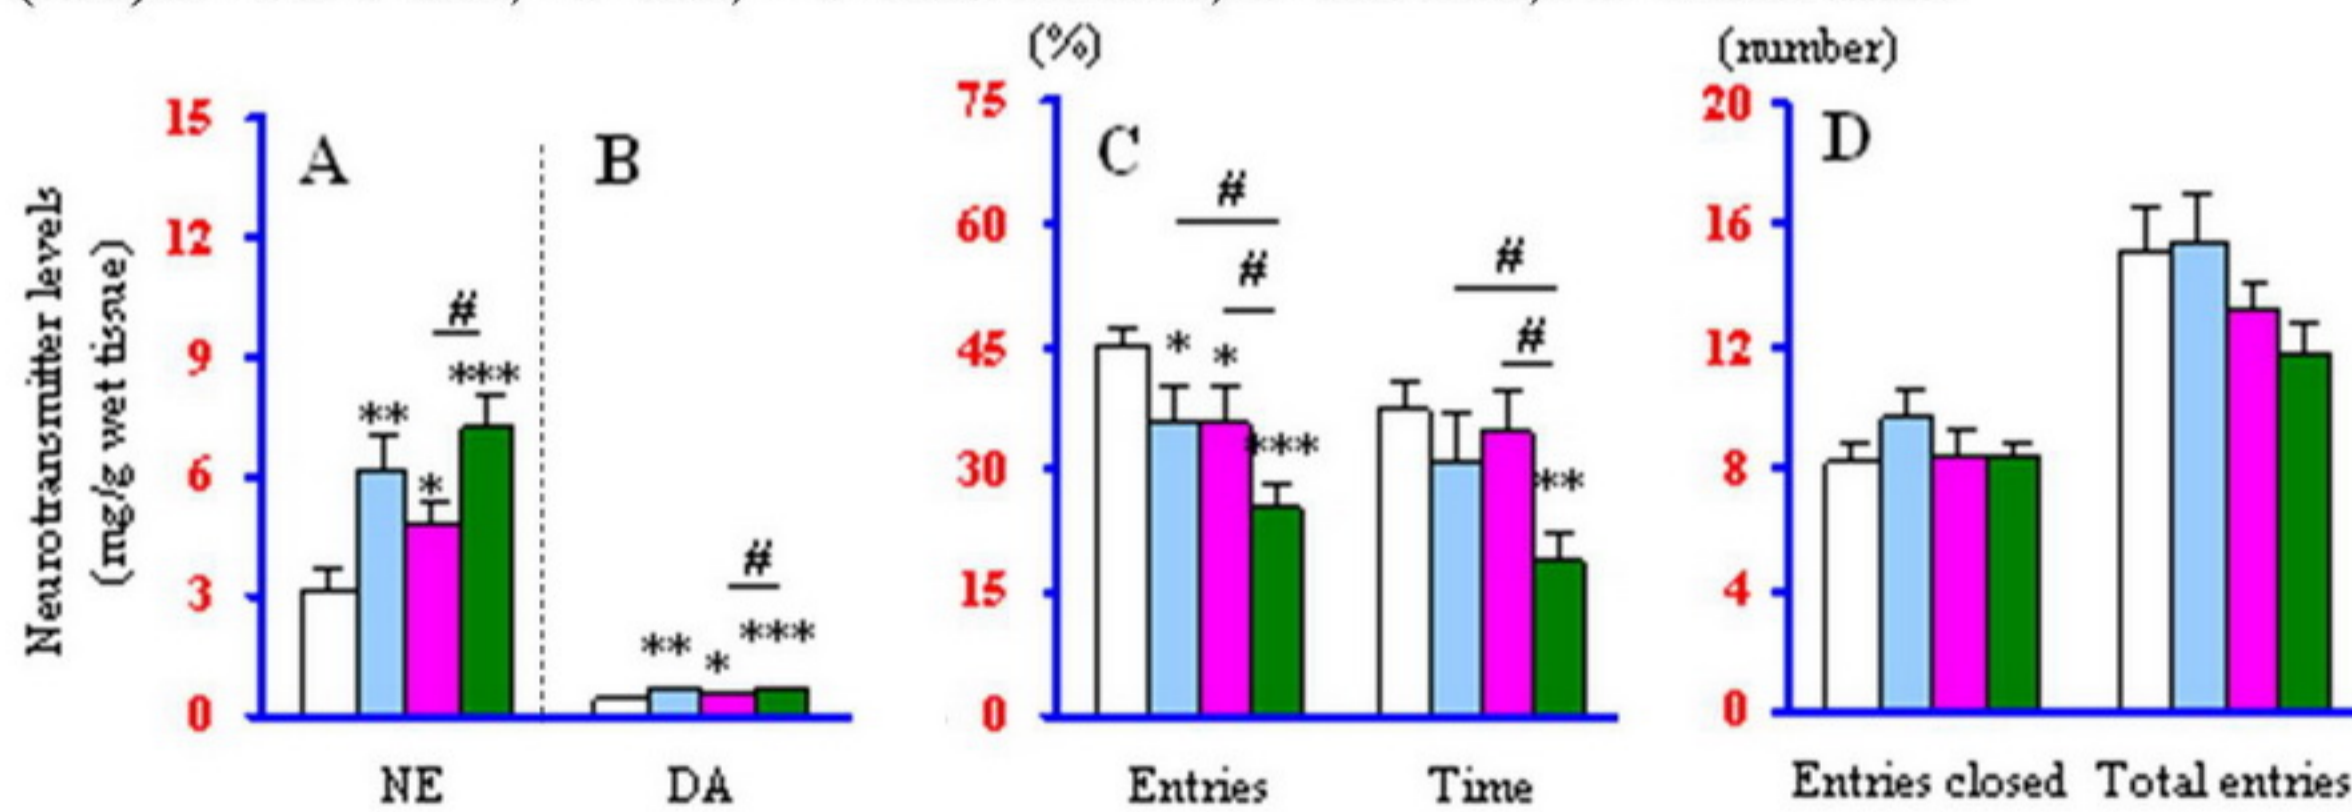 (%)
(number)
Neurotransmitter levels
(mg/g wet tissue)
15
12
9
6
3
0
A
B
**
*
***
#
**
*
***
#
NE
DA
75
60
45
30
15
0
C
#
#
*
*
***
#
#
**
Entries
Time
20
16
12
8
4
0
D
Entries closed
Total entries